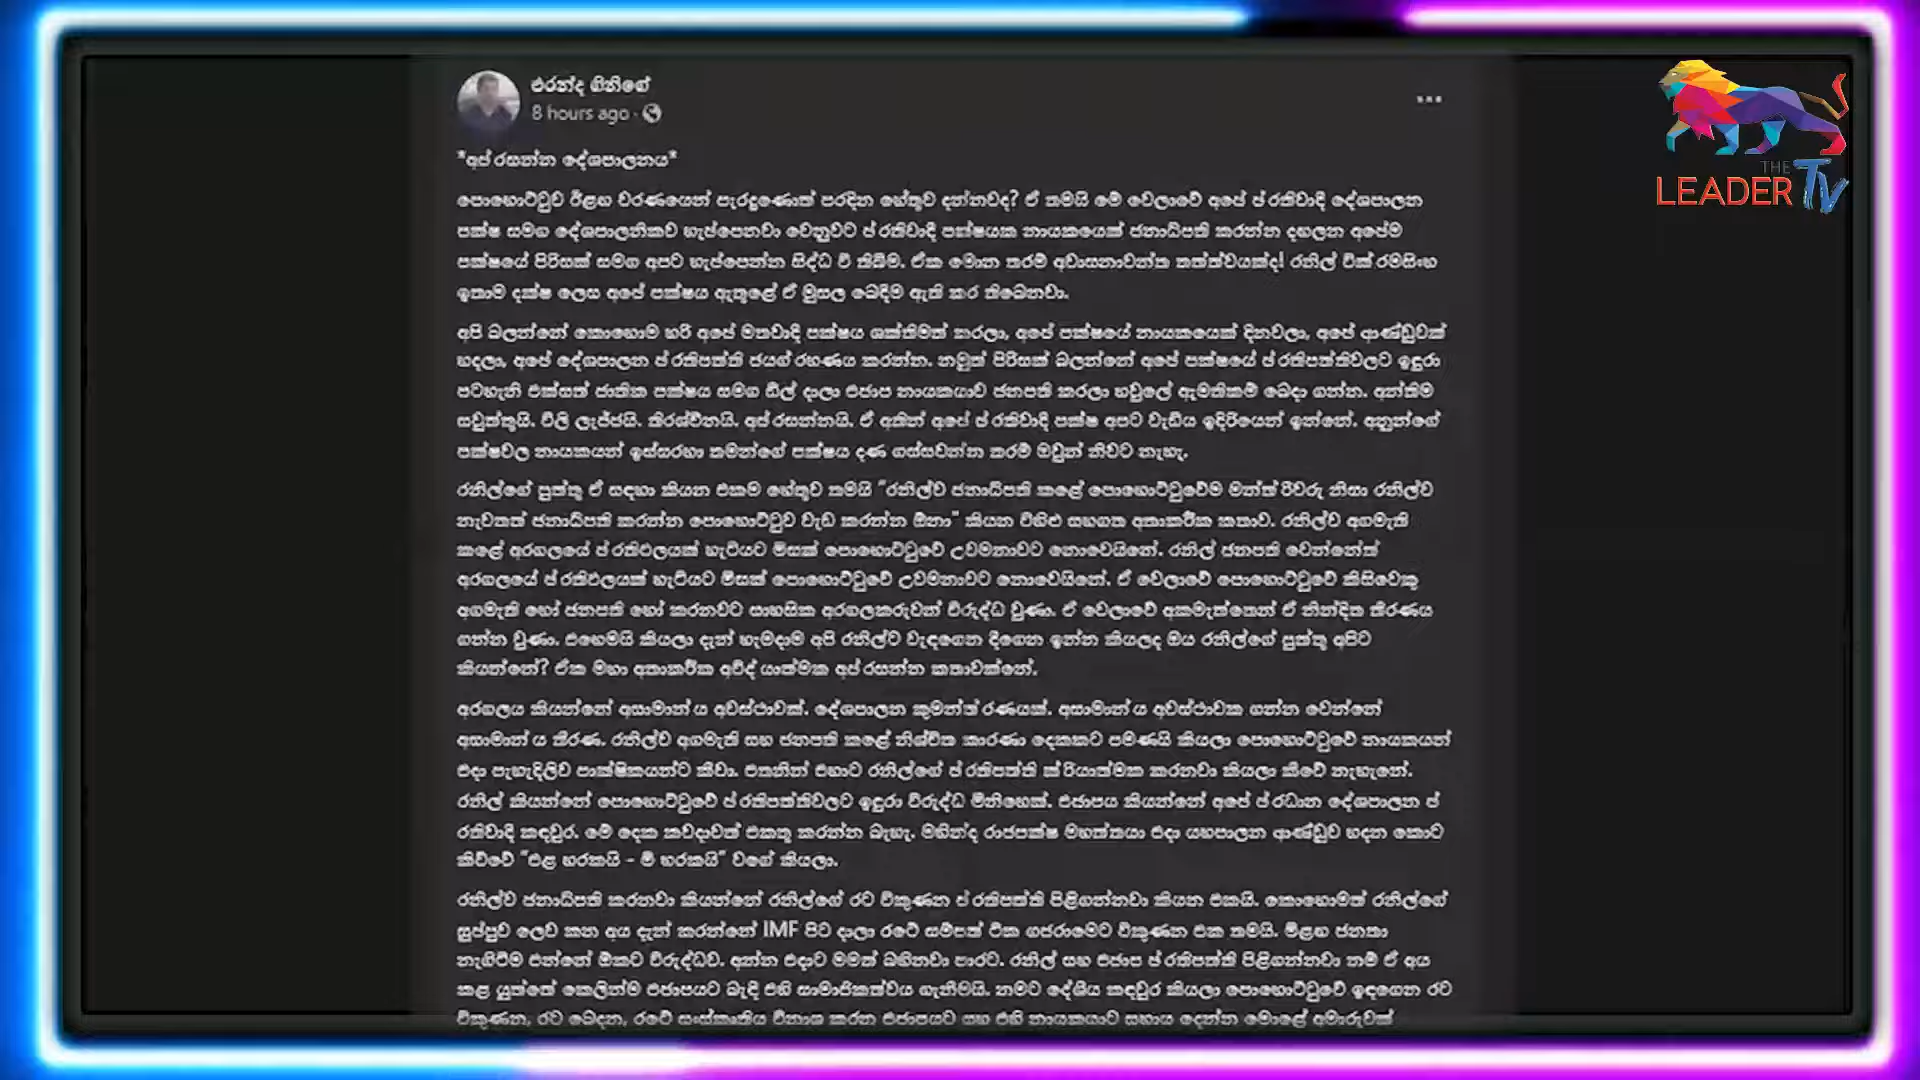 එරන්ද ගිනිගේ
8 hours ago ·
THE
LEADER TV
*අප්‍රසන්න දේශපාලනය*
පොහොට්ටුව ඊළඟ වරණයෙන් පැරදුණොත් පරදින හේතුව දන්නවද? ඒ තමයි මේ වෙලාවේ අපේ ප්‍රතිවාදී දේශපාලන
පක්ෂ සමග දේශපාලනිකව හැප්පෙනවා වෙනුවට ප්‍රතිවාදී පක්ෂයක නායකයෙක් ජනාධිපති කරන්න දඟලන අපේම
පක්ෂයේ පිරිසක් සමග අපට හැප්පෙන්න සිද්ධ වී තිබීම. ඒක මොන තරම් අවාසනාවන්ත තත්ත්වයක්ද! රනිල් වික්‍රමසිංහ
ඉතාම දක්ෂ ලෙස අපේ පක්ෂය ඇතුළේ ඒ මුසල බෙදීම ඇති කර තිබෙනවා.
අපි බලන්නේ කොහොම හරි අපේ මතවාදී පක්ෂය ශක්තිමත් කරලා, අපේ පක්ෂයේ නායකයෙක් දිනවලා, අපේ ආණ්ඩුවක්
හදලා, අපේ දේශපාලන ප්‍රතිපත්ති ජයග්‍රහණය කරන්න. නමුත් පිරිසක් බලන්නේ අපේ පක්ෂයේ ප්‍රතිපත්තිවලට ඉඳුරා
පටහැනි එක්සත් ජාතික පක්ෂය සමග ඩීල් දාලා එජාප නායකයාව ජනපති කරලා හවුලේ ඇමතිකම් බෙදා ගන්න. අන්තිම
සවුත්තුයි. විලි ලැජ්ජයි. තිරශ්චීනයි. අප්‍රසන්නයි. ඒ අතින් අපේ ප්‍රතිවාදී පක්ෂ අපට වැඩිය ඉදිරියෙන් ඉන්නේ. අනුන්ගේ
පක්ෂවල නායකයන් ඉස්සරහා තමන්ගේ පක්ෂය දණ ගස්සවන්න තරම් ඔවුන් නිවට නැහැ.
රනිල්ගේ පුත්තු ඒ සඳහා කියන එකම හේතුව තමයි "රනිල්ව ජනාධිපති කළේ පොහොට්ටුවේම මන්ත්‍රීවරු නිසා රනිල්ව
නැවතත් ජනාධිපති කරන්න පොහොට්ටුව වැඩ කරන්න ඕනා" කියන විහිළු සහගත අතාර්කික කතාව. රනිල්ව අගමැති
කළේ අරගලයේ ප්‍රතිඵලයක් හැටියට මිසක් පොහොට්ටුවේ උවමනාවට නොවෙයිනේ. රනිල් ජනපති වෙන්නේත්
අරගලයේ ප්‍රතිඵලයක් හැටියට මිසක් පොහොට්ටුවේ උවමනාවට නොවෙයිනේ. ඒ වෙලාවේ පොහොට්ටුවේ කිසිවෙකු
අගමැති හෝ ජනපති හෝ කරනවට සාහසික අරගලකරුවන් විරුද්ධ වුණා. ඒ වෙලාවේ අකමැත්තෙන් ඒ නින්දිත තීරණය
ගන්න වුණා. එහෙමයි කියලා දැන් හැමදාම අපි රනිල්ට වැඳගෙන දීගෙන ඉන්න කියලද ඔය රනිල්ගේ පුත්තු අපිට
කියන්නේ? ඒක මහා අතාර්කික අවිද්‍යාත්මක අප්‍රසන්න කතාවක්නේ.
අරගලය කියන්නේ අසාමාන්‍ය අවස්ථාවක්. දේශපාලන කුමන්ත්‍රණයක්. අසාමාන්‍ය අවස්ථාවක ගන්න වෙන්නේ
අසාමාන්‍ය තීරණ. රනිල්ව අගමැති සහ ජනපති කළේ නිශ්චිත කාරණා දෙකකට පමණයි කියලා පොහොට්ටුවේ නායකයන්
එදා පැහැදිලිව පාක්ෂිකයන්ට කීවා. එතනින් එහාට රනිල්ගේ ප්‍රතිපත්ති ක්‍රියාත්මක කරනවා කියලා කීවේ නැහැනේ.
රනිල් කියන්නේ පොහොට්ටුවේ ප්‍රතිපත්තිවලට ඉඳුරා විරුද්ධ මිනිහෙක්. එජාපය කියන්නේ අපේ ප්‍රධාන දේශපාලන ප්‍
රතිවාදි කඳවුර. මේ දෙක කවදාවත් එකතු කරන්න බැහැ. මහින්ද රාජපක්ෂ මහත්තයා එදා යහපාලන ආණ්ඩුව හදන කොට
කිව්වේ "එළ හරකයි - මී හරකයි" වගේ කියලා.
රනිල්ව ජනාධිපති කරනවා කියන්නේ රනිල්ගේ රට විකුණන ප්‍රතිපත්ති පිළිගන්නවා කියන එකයි. කොහොමත් රනිල්ගේ
සුප්පුව ලෙව කන අය දැන් කරන්නේ IMF පිට දාලා රටේ සම්පත් ටික ගජරාමෙට විකුණන එක තමයි. මීළඟ ජනතා
නැගිටීම එන්නේ ඕකට විරුද්ධව. අන්න එදාට මමත් බහිනවා පාරට. රනිල් සහ එජාප ප්‍රතිපත්ති පිළිගන්නවා නම් ඒ අය
කළ යුත්තේ කෙලින්ම එජාපයට බැඳි එහි සාමාජිකත්වය ගැනීමයි. නමට දේශීය කඳවුර කියලා පොහොට්ටුවේ ඉඳගෙන රට
විකුණන, රට බෙදන, රටේ සංස්කෘතිය විනාශ කරන එජාපයට සහ එහි නායකයාට සහාය දෙන්න මොළේ අමාරුවක්